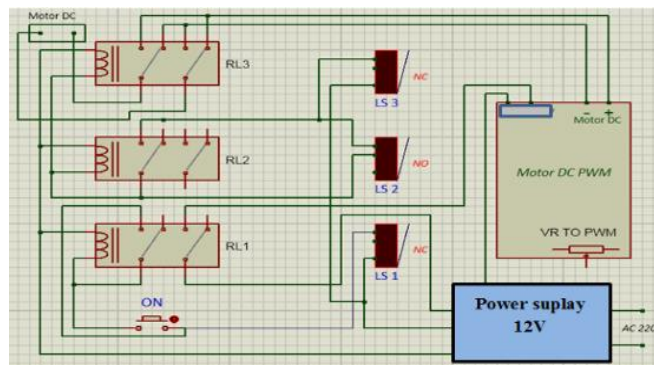 Motor DC
RL3
NC
LS 3
- +
Motor DC
RL2
NO
LS 2
Motor DC PWM
RL1
NC
LS 1
VR TO PWM
ON
Power suplay
12V
AC 220